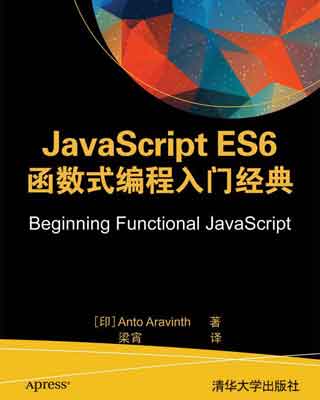 JavaScript ES6
函数式编程入门经典
Beginning Functional JavaScript
[印] Anto Aravinth 著
梁宵 译
Apress®
清华大学出版社